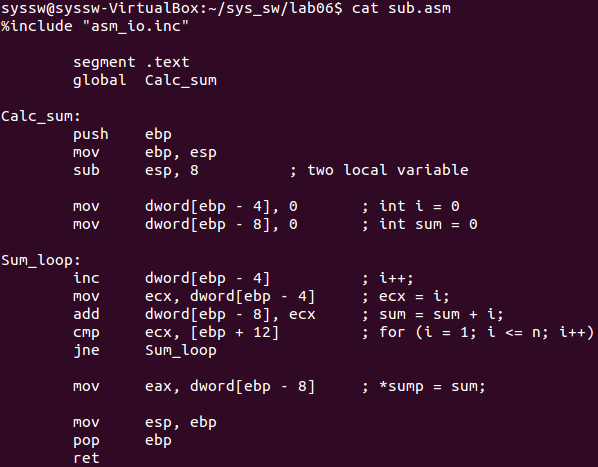 syssw@syssw-VirtualBox:~/sys_sw/lab06$ cat sub.asm
%include "asm_io.inc"
segment .text
global Calc_sum
Calc_sum:
push ebp
mov ebp, esp
sub esp, 8 ; two local variable
mov dword[ebp - 4], 0 ; int i = 0
mov dword[ebp - 8], 0 ; int sum = 0
Sum_loop:
inc dword[ebp - 4] ; i++;
mov ecx, dword[ebp - 4] ; ecx = i;
add dword[ebp - 8], ecx ; sum = sum + i;
cmp ecx, [ebp + 12] ; for (i = 1; i <= n; i++)
jne Sum_loop
mov eax, dword[ebp - 8] ; *sump = sum;
mov esp, ebp
pop ebp
ret